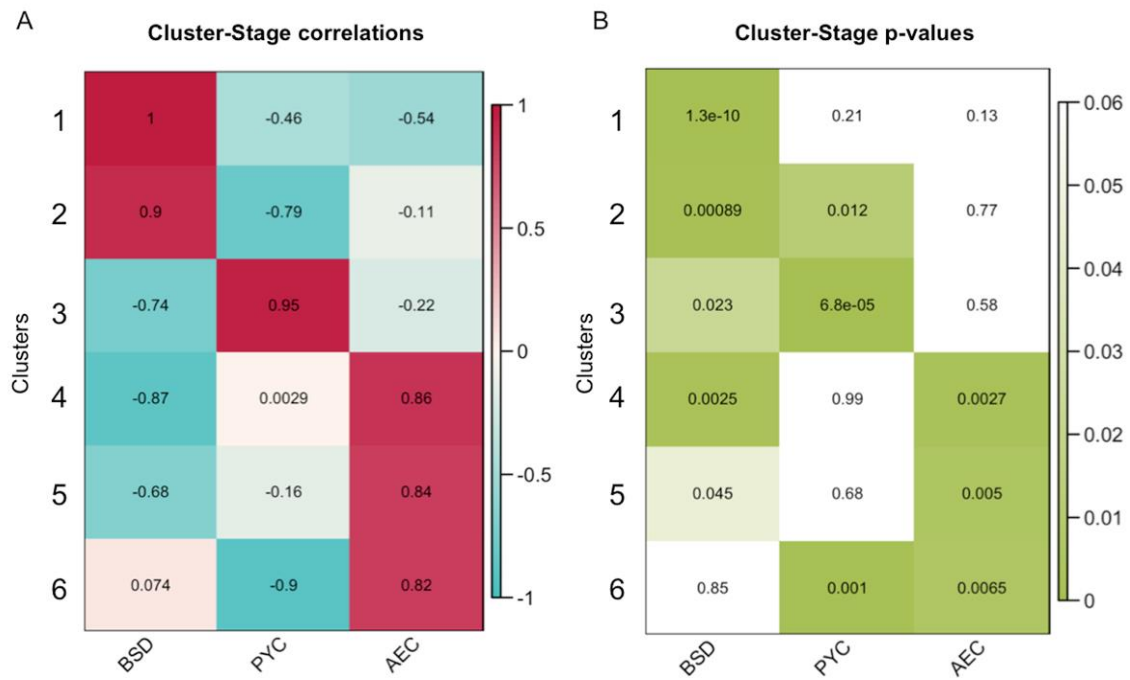 A
Cluster-Stage correlations
Clusters
1 1 -0.46 -0.54
2 0.9 -0.79 -0.11
3 -0.74 0.95 -0.22
4 -0.87 0.0029 0.86
5 -0.68 -0.16 0.84
6 0.074 -0.9 0.82
BSD PYC AEC
1
0.5
0
-0.5
-1
B
Cluster-Stage p-values
Clusters
1 1.3e-10 0.21 0.13
2 0.00089 0.012 0.77
3 0.023 6.8e-05 0.58
4 0.0025 0.99 0.0027
5 0.045 0.68 0.005
6 0.85 0.001 0.0065
BSD PYC AEC
0.06
0.05
0.04
0.03
0.02
0.01
0